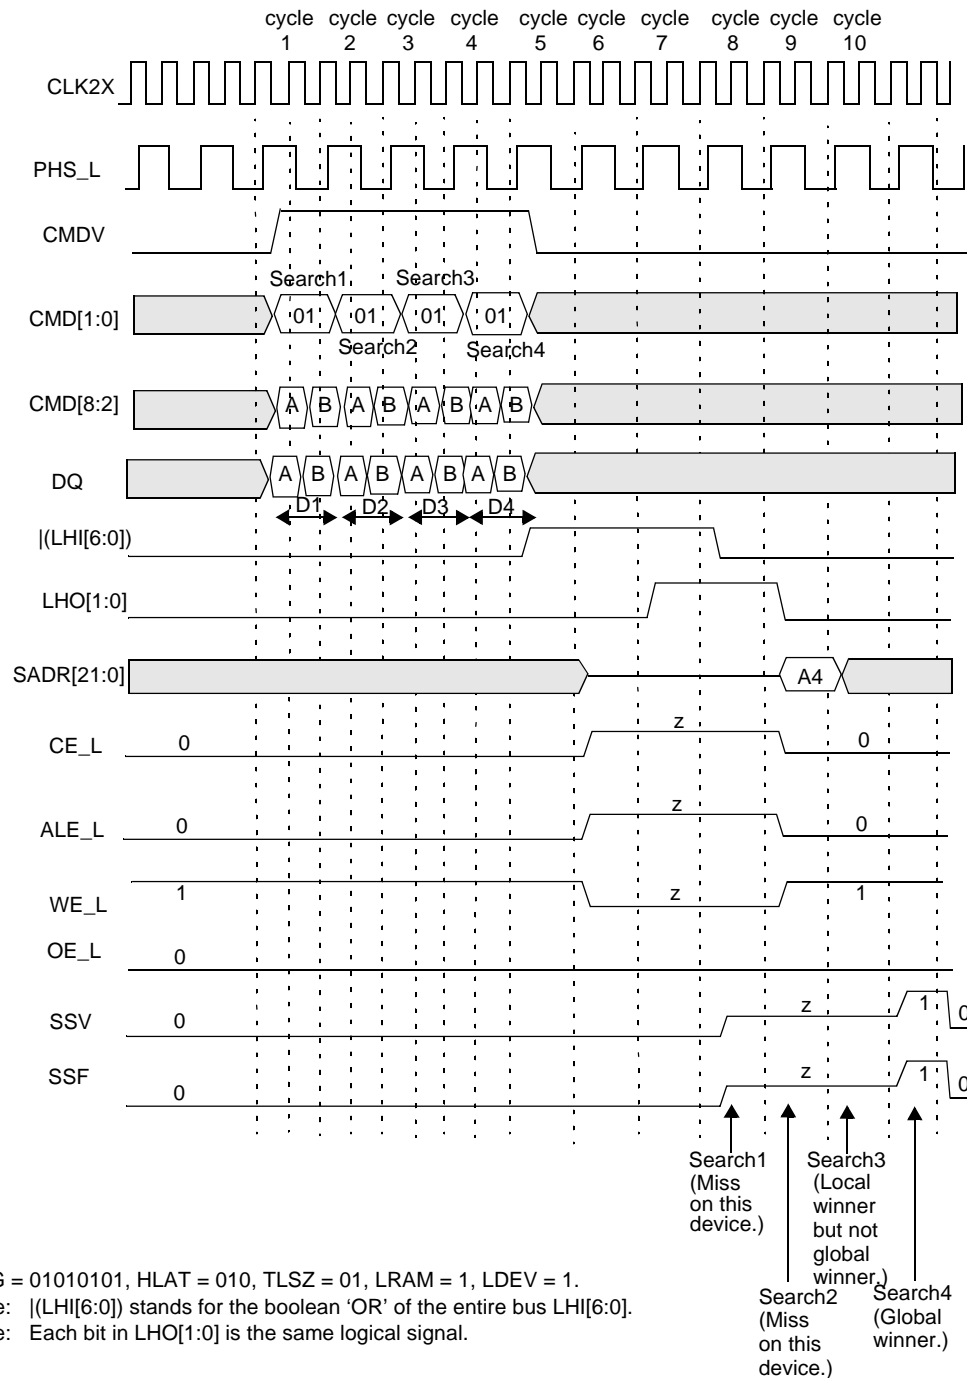 cycle cycle cycle cycle cycle cycle cycle cycle cycle cycle
1 2 3 4 5 6 7 8 9 10
CLK2X
PHS_L
CMDV
Search1 Search3
CMD[1:0] 01 01 01 01
Search2 Search4
CMD[8:2] A B A B A B A B
DQ A B A B A B A B
D1 D2 D3 D4
|(LHI[6:0])
LHO[1:0]
SADR[21:0] A4
CE_L 0 z 0
ALE_L 0 z 0
WE_L 1 z 1
OE_L 0
SSV 0 z 1 0
SSF 0 z 1 0
Search1
(Miss
on this
device.)
Search3
(Local
winner
but not
global
winner.)
Search2
(Miss
on this
device.)
Search4
(Global
winner.)
G = 01010101, HLAT = 010, TLSZ = 01, LRAM = 1, LDEV = 1.
e: |(LHI[6:0]) stands for the boolean ‘OR’ of the entire bus LHI[6:0].
e: Each bit in LHO[1:0] is the same logical signal.